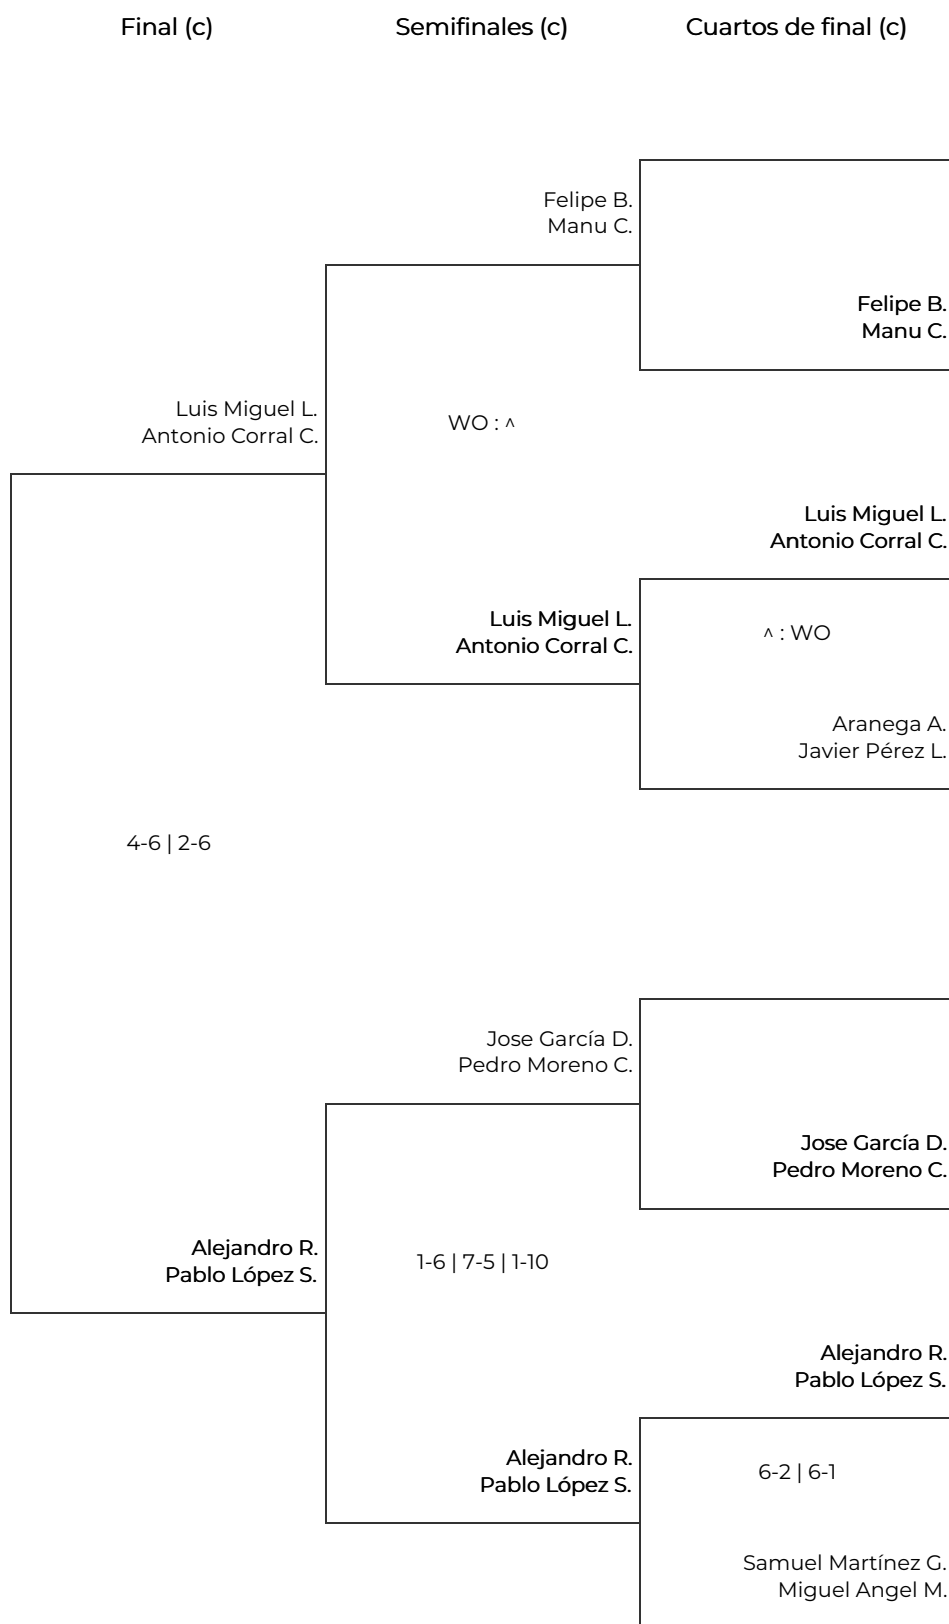 Final (c)
Semifinales (c)
Cuartos de final (c)
Felipe B.
Manu C.
Felipe B.
Manu C.
Luis Miguel L.
Antonio Corral C.
WO : ^
Luis Miguel L.
Antonio Corral C.
Luis Miguel L.
Antonio Corral C.
^ : WO
Aranega A.
Javier Pérez L.
4-6 | 2-6
Jose García D.
Pedro Moreno C.
Jose García D.
Pedro Moreno C.
Alejandro R.
Pablo López S.
1-6 | 7-5 | 1-10
Alejandro R.
Pablo López S.
Alejandro R.
Pablo López S.
6-2 | 6-1
Samuel Martínez G.
Miguel Angel M.